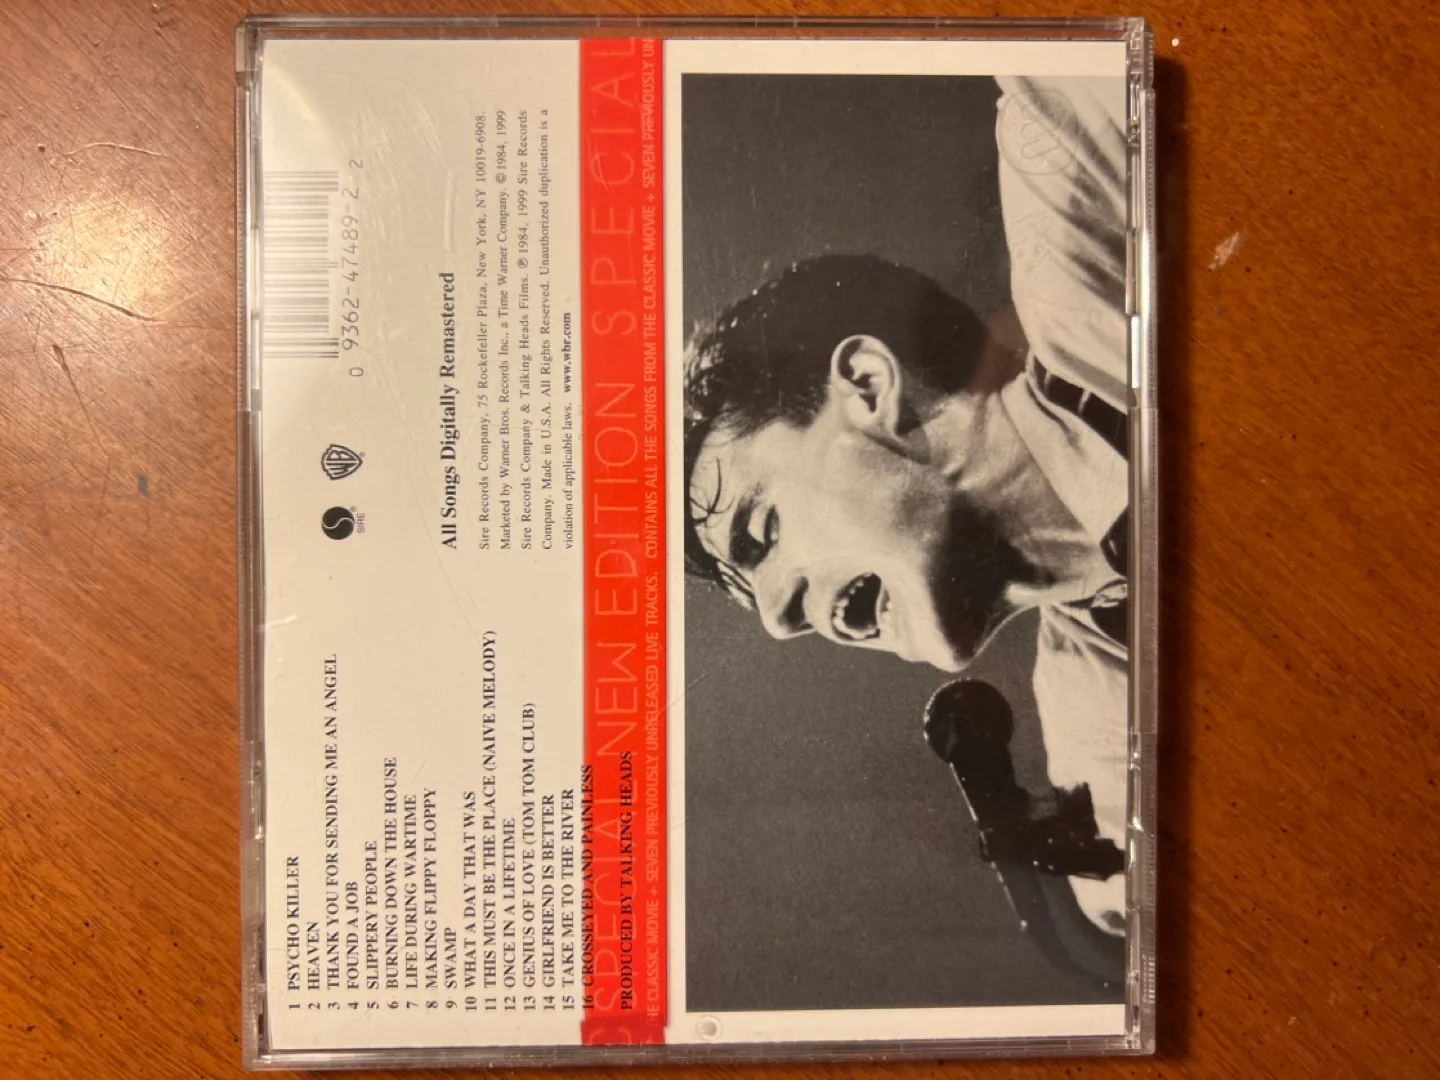 1 PSYCHO KILLER
2 HEAVEN
3 THANK YOU FOR SENDING ME AN ANGEL
4 FOUND A JOB
5 SLIPPERY PEOPLE
6 BURNING DOWN THE HOUSE
7 LIFE DURING WARTIME
8 MAKING FLIPPY FLOPPY
9 SWAMP
10 WHAT A DAY THAT WAS
11 THIS MUST BE THE PLACE (NAIVE MELODY)
12 ONCE IN A LIFETIME
13 GENIUS OF LOVE (TOM TOM CLUB)
14 GIRLFRIEND IS BETTER
15 TAKE ME TO THE RIVER
16 CROSSEYED AND PAINLESS
PRODUCED BY TALKING HEADS
0 9362-47489-2 2
SIRE
WB
All Songs Digitally Remastered
Sire Records Company, 75 Rockefeller Plaza, New York, NY 10019-6908.
Marketed by Warner Bros. Records Inc., a Time Warner Company. © 1984, 1999
Sire Records Company & Talking Heads Films. ℗ 1984, 1999 Sire Records
Company. Made in U.S.A. All Rights Reserved. Unauthorized duplication is a
violation of applicable laws. www.wbr.com
SPECIAL NEW EDITION SPECIAL
HE CLASSIC MOVIE + SEVEN PREVIOUSLY UNRELEASED LIVE TRACKS. CONTAINS ALL THE SONGS FROM THE CLASSIC MOVIE + SEVEN PREVIOUSLY UN